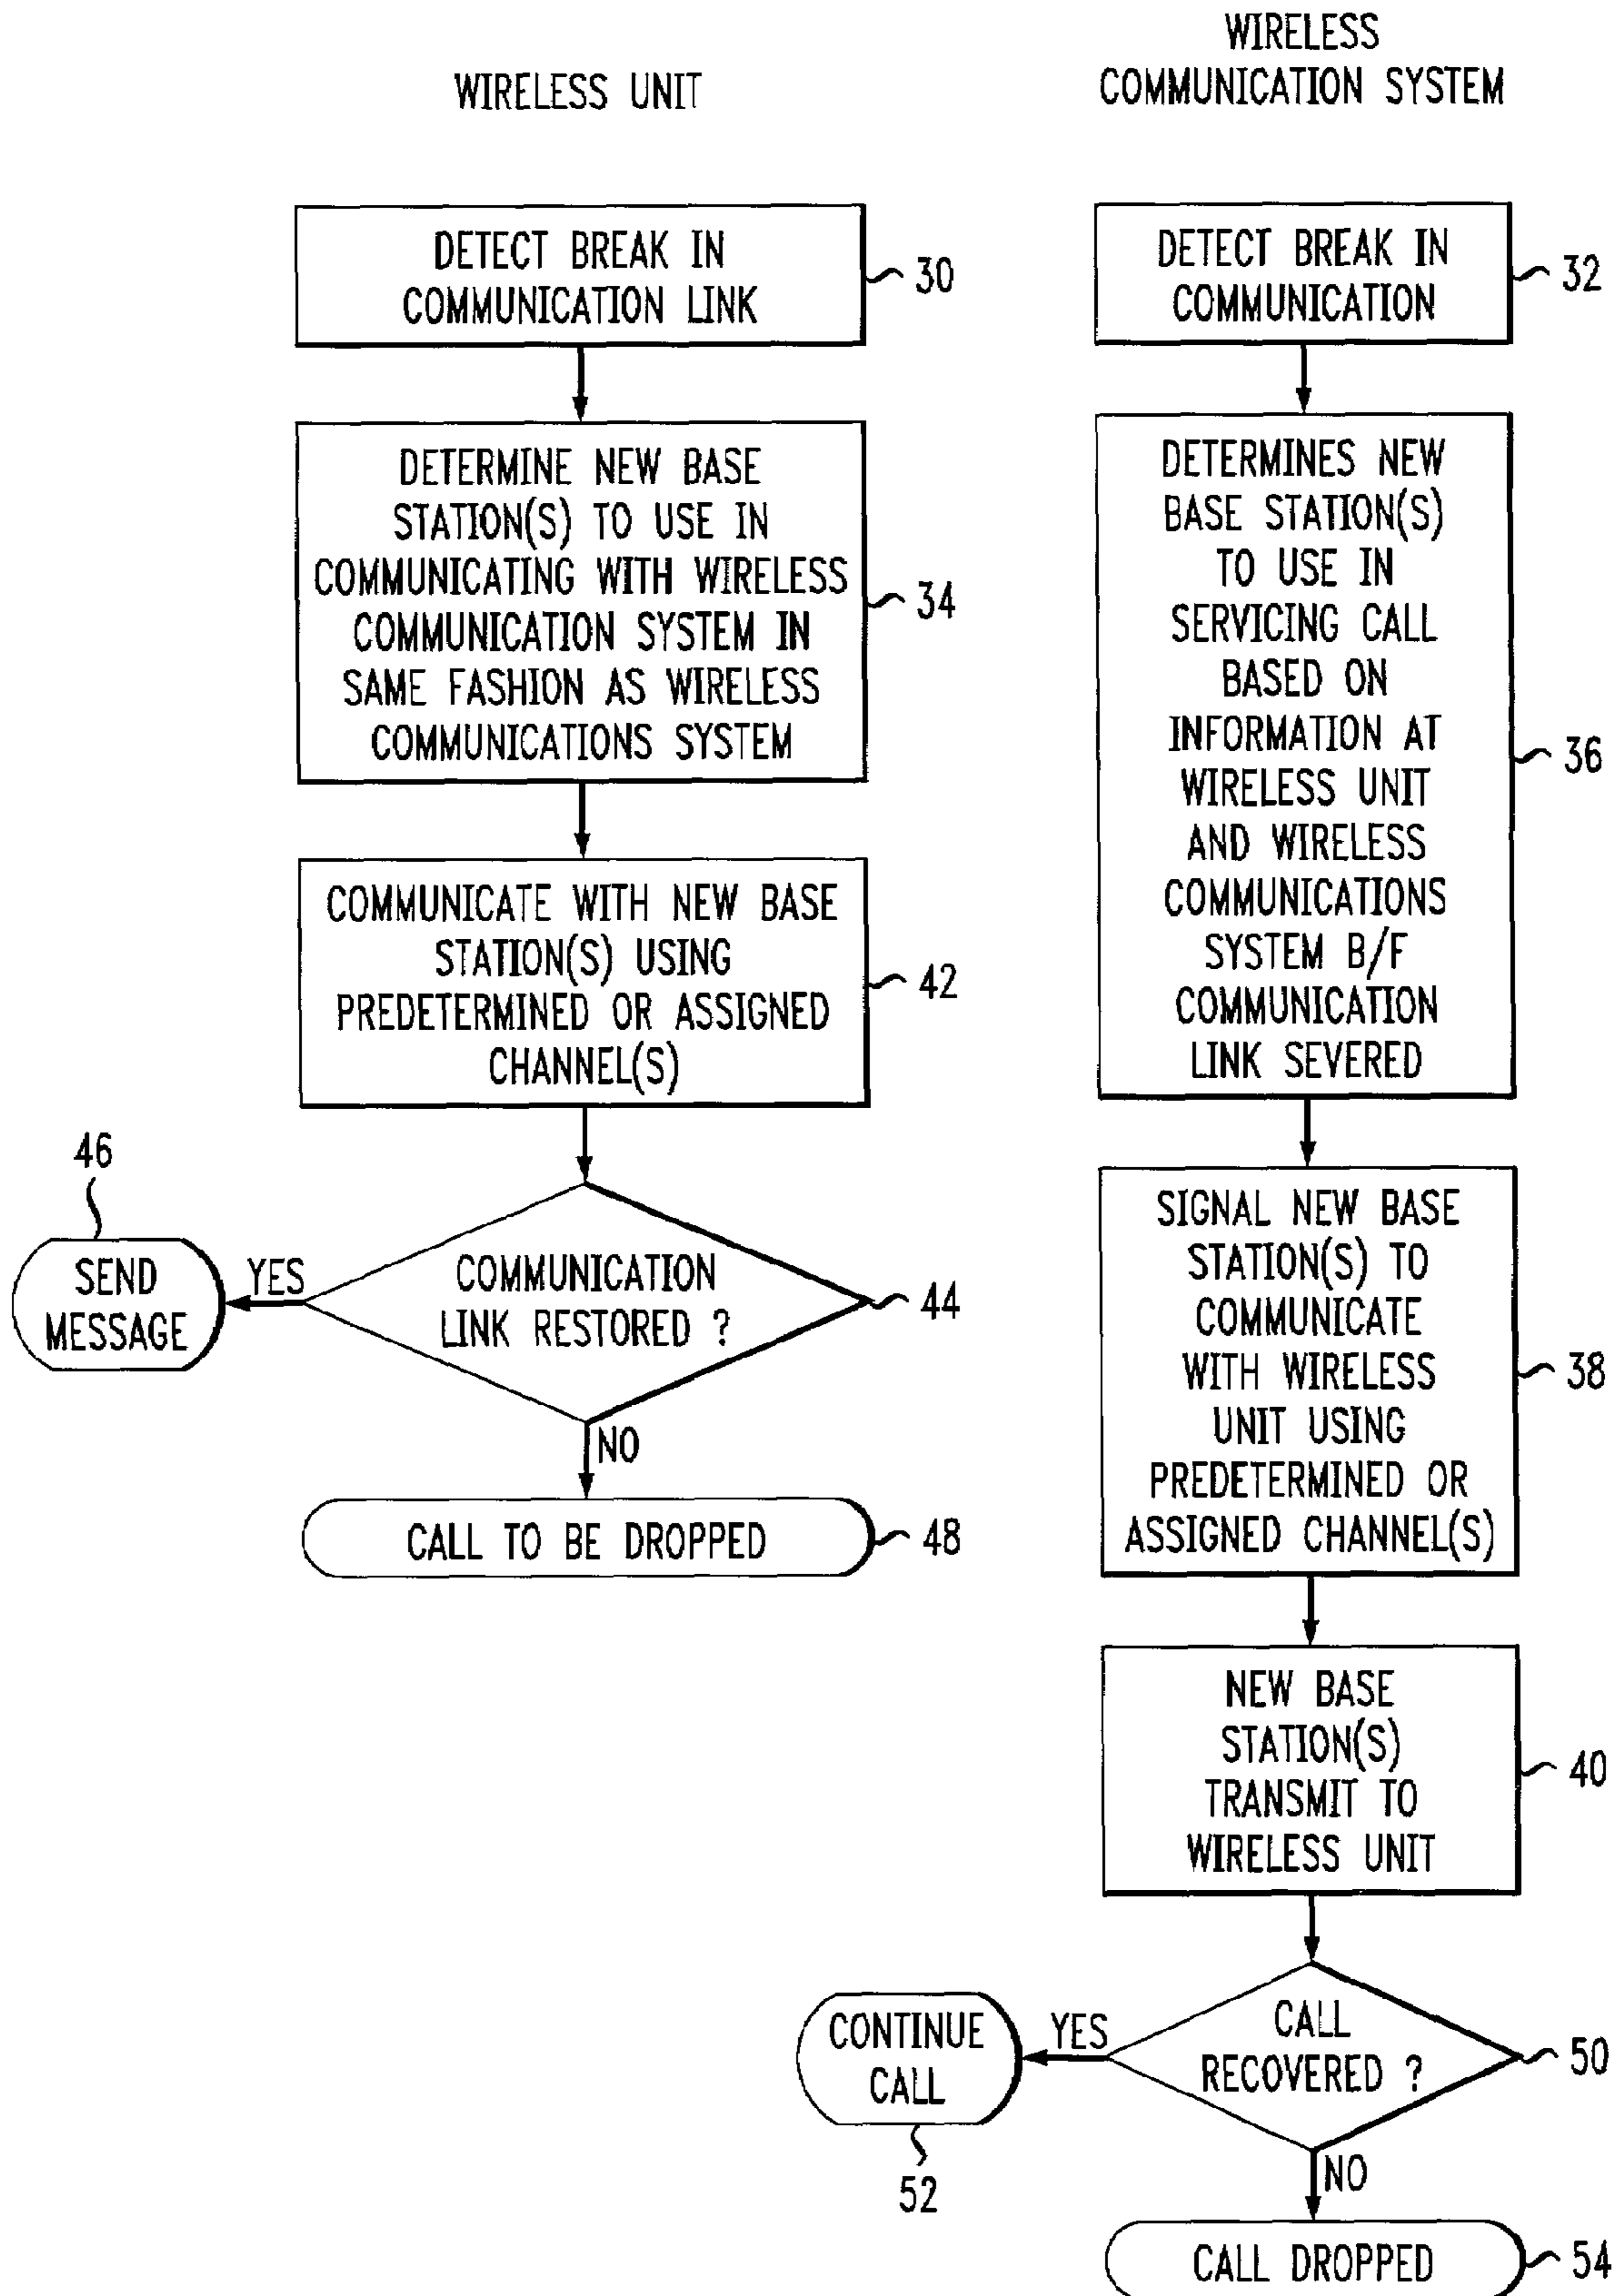 WIRELESS UNIT
DETECT BREAK IN
COMMUNICATION LINK
30
DETERMINE NEW BASE
STATION(S) TO USE IN
COMMUNICATING WITH WIRELESS
COMMUNICATION SYSTEM IN
SAME FASHION AS WIRELESS
COMMUNICATIONS SYSTEM
34
COMMUNICATE WITH NEW BASE
STATION(S) USING
PREDETERMINED OR ASSIGNED
CHANNEL(S)
42
COMMUNICATION
LINK RESTORED ?
44
YES
46
SEND
MESSAGE
NO
CALL TO BE DROPPED
48
WIRELESS
COMMUNICATION SYSTEM
DETECT BREAK IN
COMMUNICATION
32
DETERMINES NEW
BASE STATION(S)
TO USE IN
SERVICING CALL
BASED ON
INFORMATION AT
WIRELESS UNIT
AND WIRELESS
COMMUNICATIONS
SYSTEM B/F
COMMUNICATION
LINK SEVERED
36
SIGNAL NEW BASE
STATION(S) TO
COMMUNICATE
WITH WIRELESS
UNIT USING
PREDETERMINED OR
ASSIGNED CHANNEL(S)
38
NEW BASE
STATION(S)
TRANSMIT TO
WIRELESS UNIT
40
CALL
RECOVERED ?
50
YES
CONTINUE
CALL
52
NO
CALL DROPPED
54